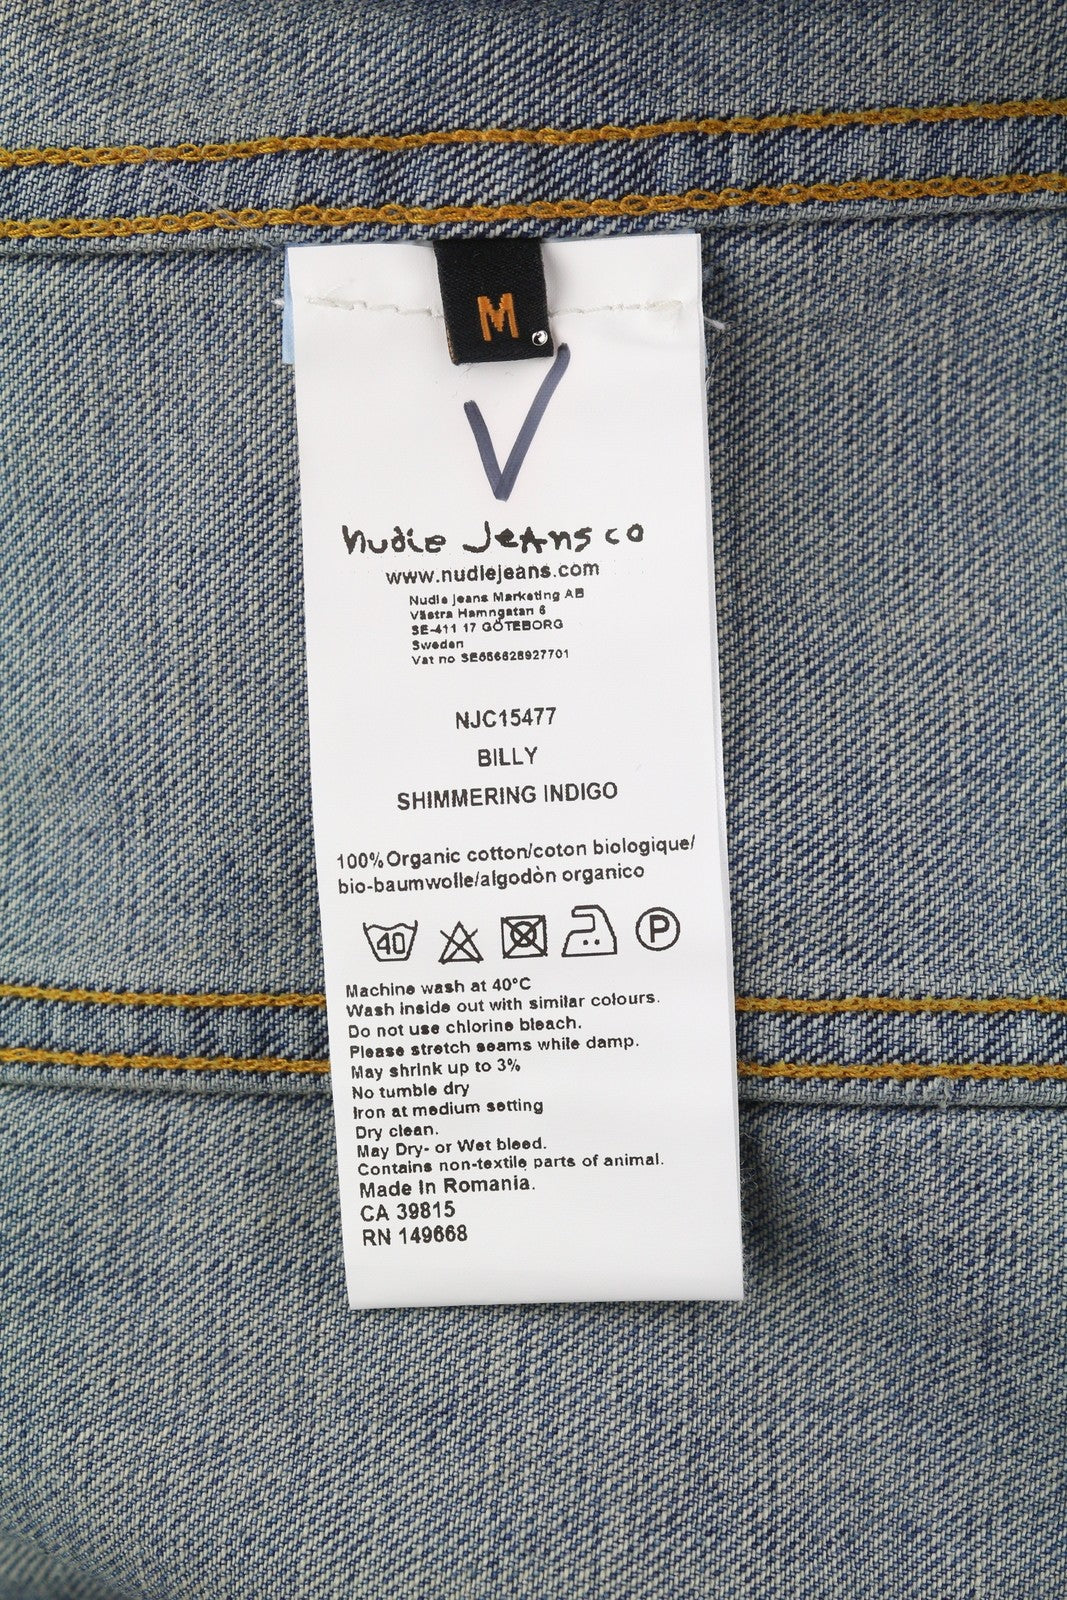 M
nudie Jeans co
www.nudiejeans.com
Nudie Jeans Marketing AB
Västra Hamngatan 6
SE-411 17 GÖTEBORG
Sweden
Vat no SE556628927701
NJC15477
BILLY
SHIMMERING INDIGO
100% Organic cotton/coton biologique/
bio-baumwolle/algodòn organico
40 P
Machine wash at 40°C
Wash inside out with similar colours.
Do not use chlorine bleach.
Please stretch seams while damp.
May shrink up to 3%
No tumble dry
Iron at medium setting
Dry clean.
May Dry- or Wet bleed.
Contains non-textile parts of animal.
Made In Romania.
CA 39815
RN 149668